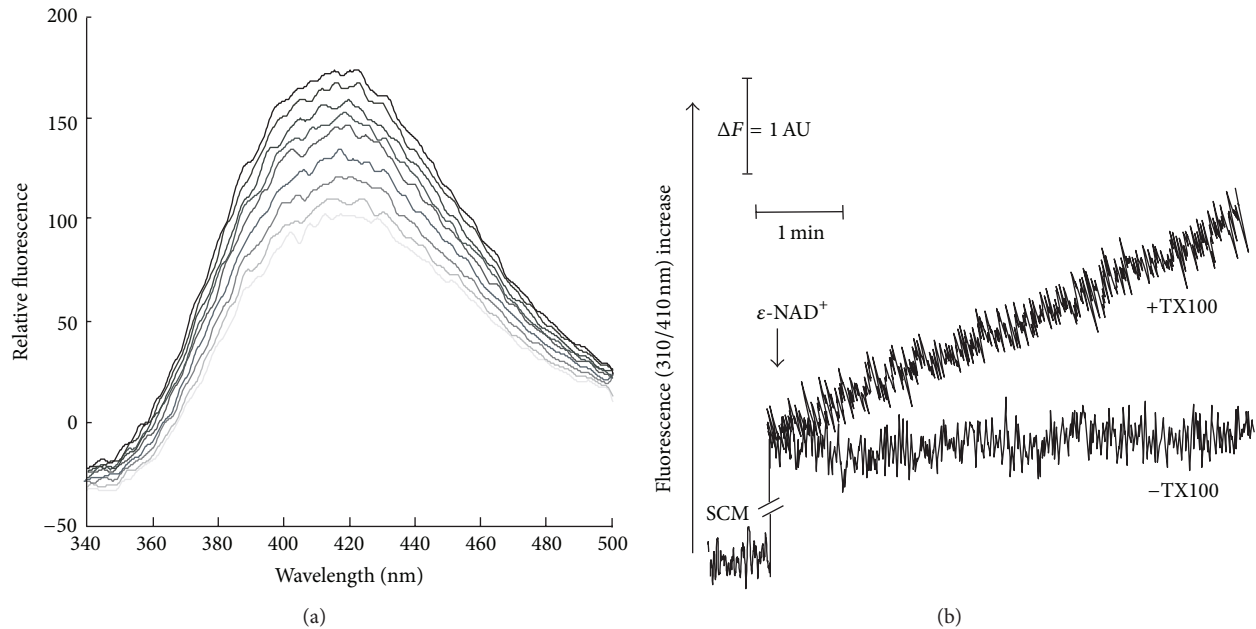 200
150
100
50
0
−50
340
360
380
400
420
440
460
480
500
Relative fluorescence
Wavelength (nm)
(a)
Fluorescence (310/410 nm) increase
ΔF = 1 AU
1 min
ε-NAD+
+TX100
−TX100
SCM
(b)